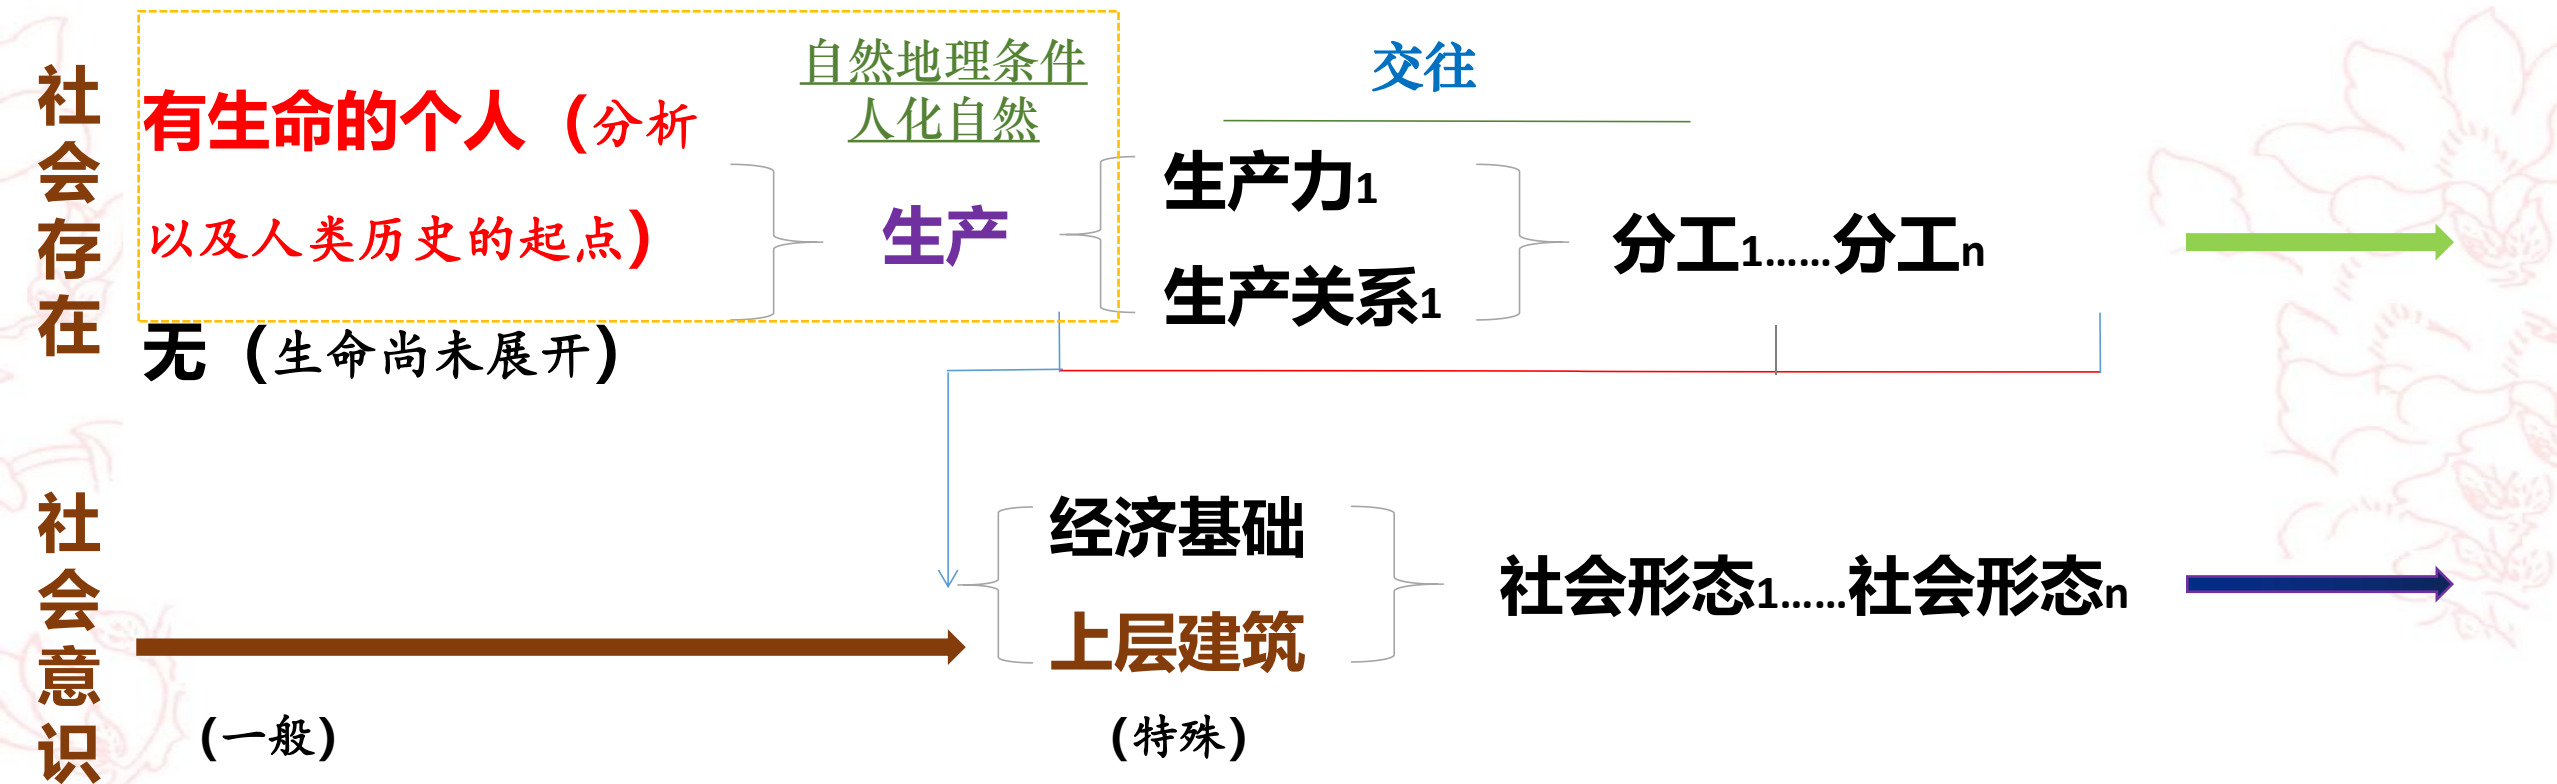 社会存在
有生命的个人（分析
以及人类历史的起点）
无（生命尚未展开）
自然地理条件
人化自然
生产
交往
生产力1
生产关系1
分工1……分工n
社会意识
（一般）
经济基础
上层建筑
（特殊）
社会形态1……社会形态n